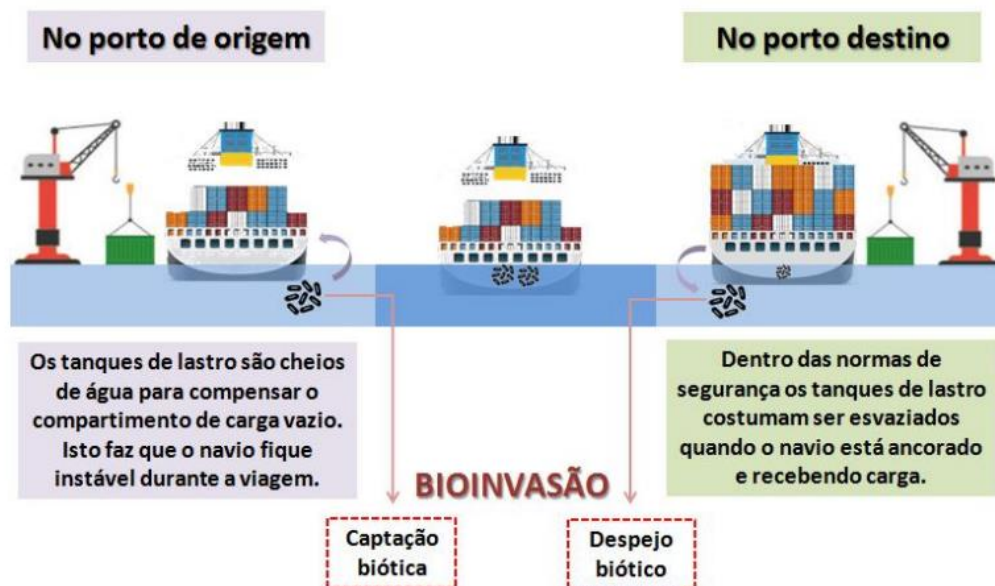 No porto de origem
No porto destino
Os tanques de lastro são cheios
de água para compensar o
compartimento de carga vazio.
Isto faz que o navio fique
instável durante a viagem.
Dentro das normas de
segurança os tanques de lastro
costumam ser esvaziados
quando o navio está ancorado
e recebendo carga.
BIOINVASÃO
Captação
biótica
Despejo
biótico